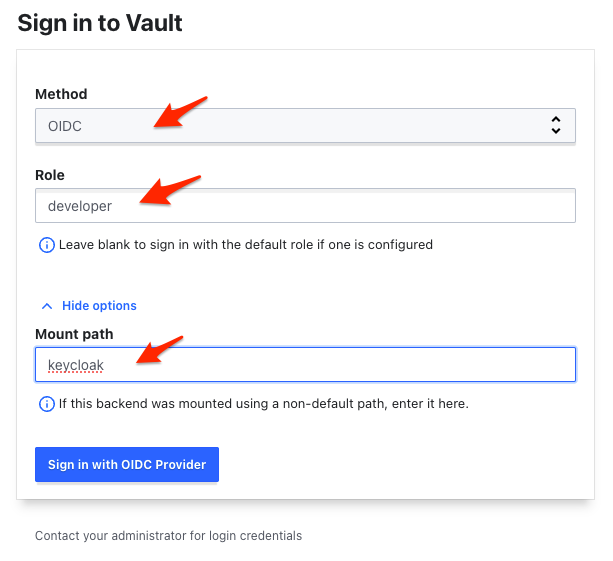 Sign in to Vault
Method
OIDC
Role
developer
Leave blank to sign in with the default role if one is configured
Hide options
Mount path
keycloak
If this backend was mounted using a non-default path, enter it here.
Sign in with OIDC Provider
Contact your administrator for login credentials